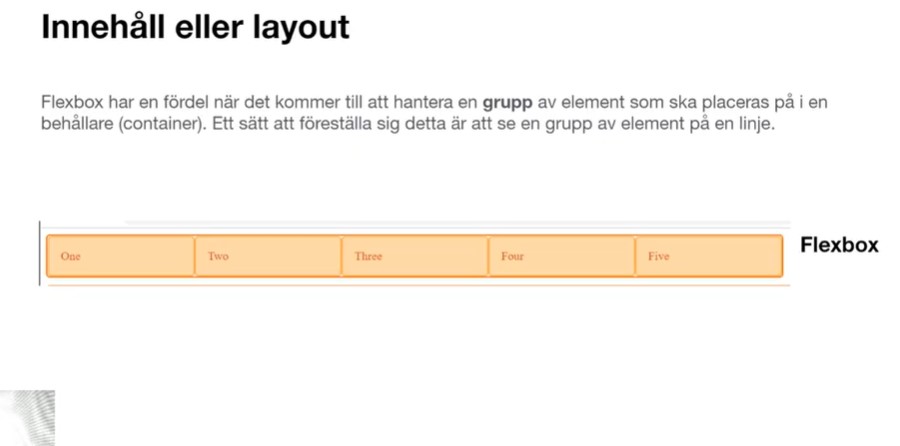 Innehåll eller layout
Flexbox har en fördel när det kommer till att hantera en grupp av element som ska placeras på i en
behållare (container). Ett sätt att föreställa sig detta är att se en grupp av element på en linje.
One Two Three Four Five
Flexbox